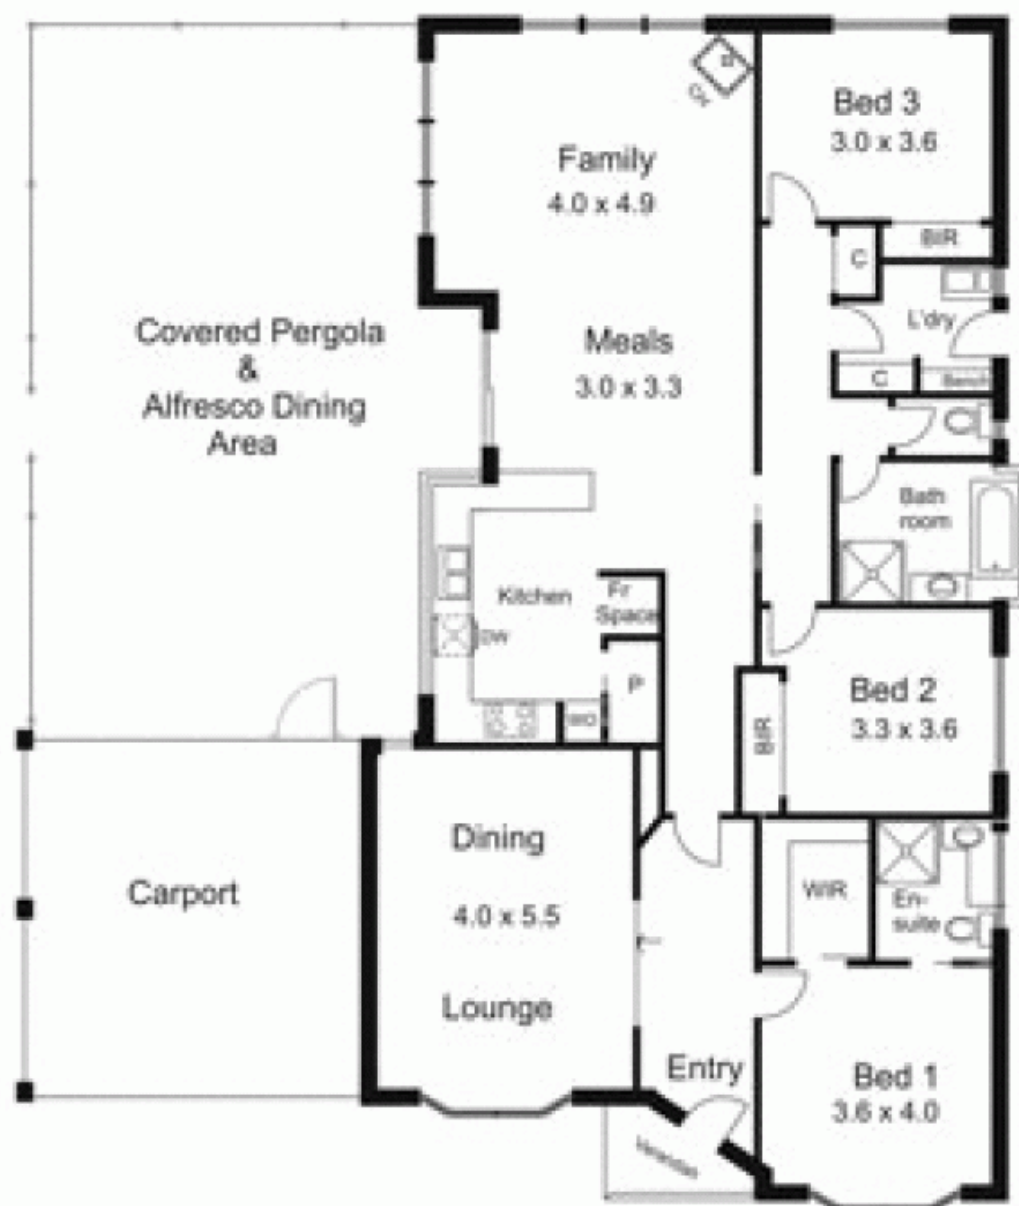 Bed 3
3.0 x 3.6
Family
4.0 x 4.9
BIR
C
L'dry
Covered Pergola
&
Alfresco Dining
Area
Meals
3.0 x 3.3
C
Bench
Bath
room
Kitchen
Fr
Space
DW
P
Bed 2
3.3 x 3.6
BIR
WO
Dining
4.0 x 5.5
Lounge
Carport
WIR
En-
suite
Entry
Bed 1
3.6 x 4.0
Verandah